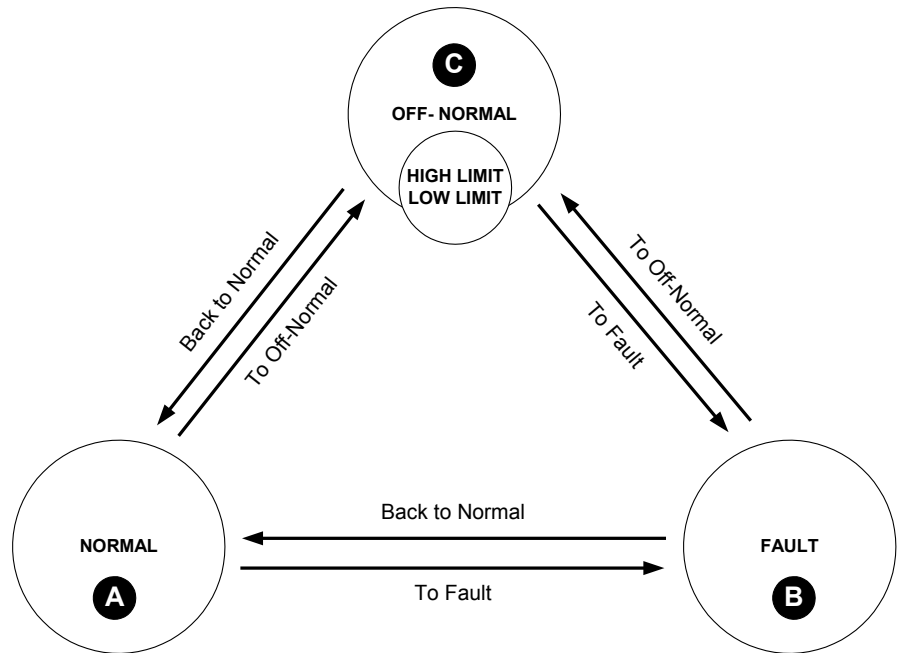 C
OFF- NORMAL
HIGH LIMIT
LOW LIMIT
Back to Normal
To Off-Normal
To Off-Normal
To Fault
Back to Normal
NORMAL
FAULT
A
To Fault
B